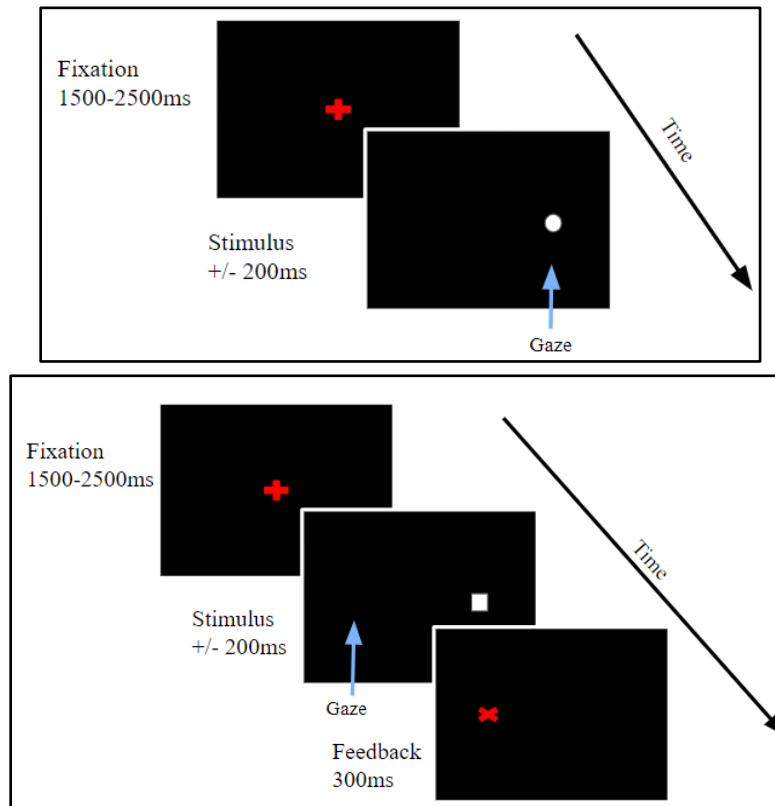 Fixation
1500-2500ms
Time
Stimulus
+/- 200ms
Gaze
Fixation
1500-2500ms
Time
Stimulus
+/- 200ms
Gaze
Feedback
300ms